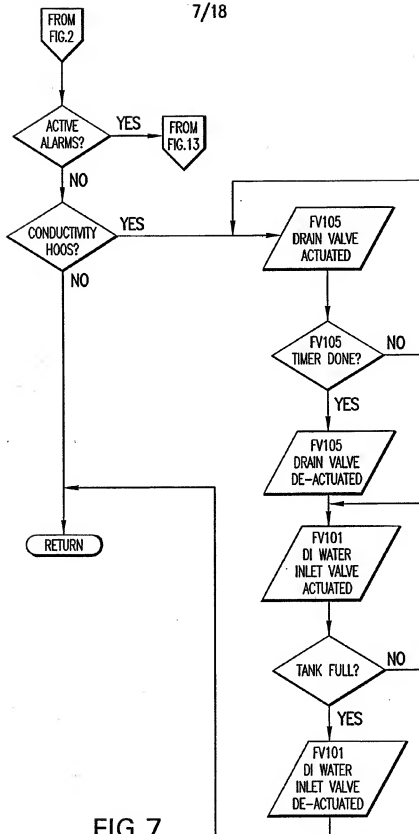 7/18
FROM
FIG.2
ACTIVE
ALARMS?
YES
FROM
FIG.13
NO
CONDUCTIVITY
HOOS?
YES
NO
FV105
DRAIN VALVE
ACTUATED
FV105
TIMER DONE?
NO
YES
FV105
DRAIN VALVE
DE-ACTUATED
RETURN
FV101
DI WATER
INLET VALVE
ACTUATED
TANK FULL?
NO
YES
FV101
DI WATER
INLET VALVE
DE-ACTUATED
FIG. 7